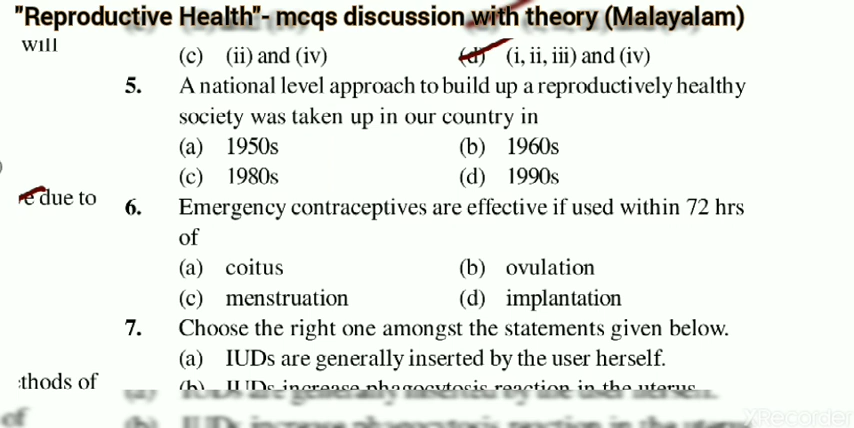 "Reproductive Health"- mcqs discussion with theory (Malayalam)
will
(c) (ii) and (iv) (d) (i, ii, iii) and (iv)
5. A national level approach to build up a reproductively healthy
society was taken up in our country in
(a) 1950s (b) 1960s
(c) 1980s (d) 1990s
due to
6. Emergency contraceptives are effective if used within 72 hrs
of
(a) coitus (b) ovulation
(c) menstruation (d) implantation
7. Choose the right one amongst the statements given below.
(a) IUDs are generally inserted by the user herself.
thods of
(b) IUDs increase phagocytosis reaction in the uterus.
of
XRecorder